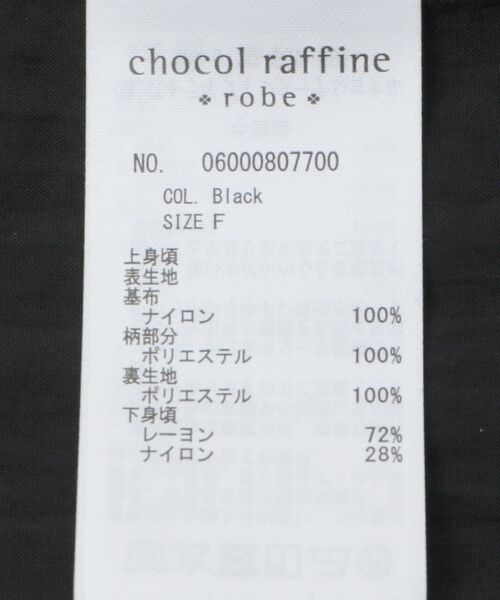 chocol raffine
robe
NO. 06000807700
COL. Black
SIZE F
上身頃
表生地
基布
ナイロン 100%
柄部分
ポリエステル 100%
裏生地
ポリエステル 100%
下身頃
レーヨン 72%
ナイロン 28%